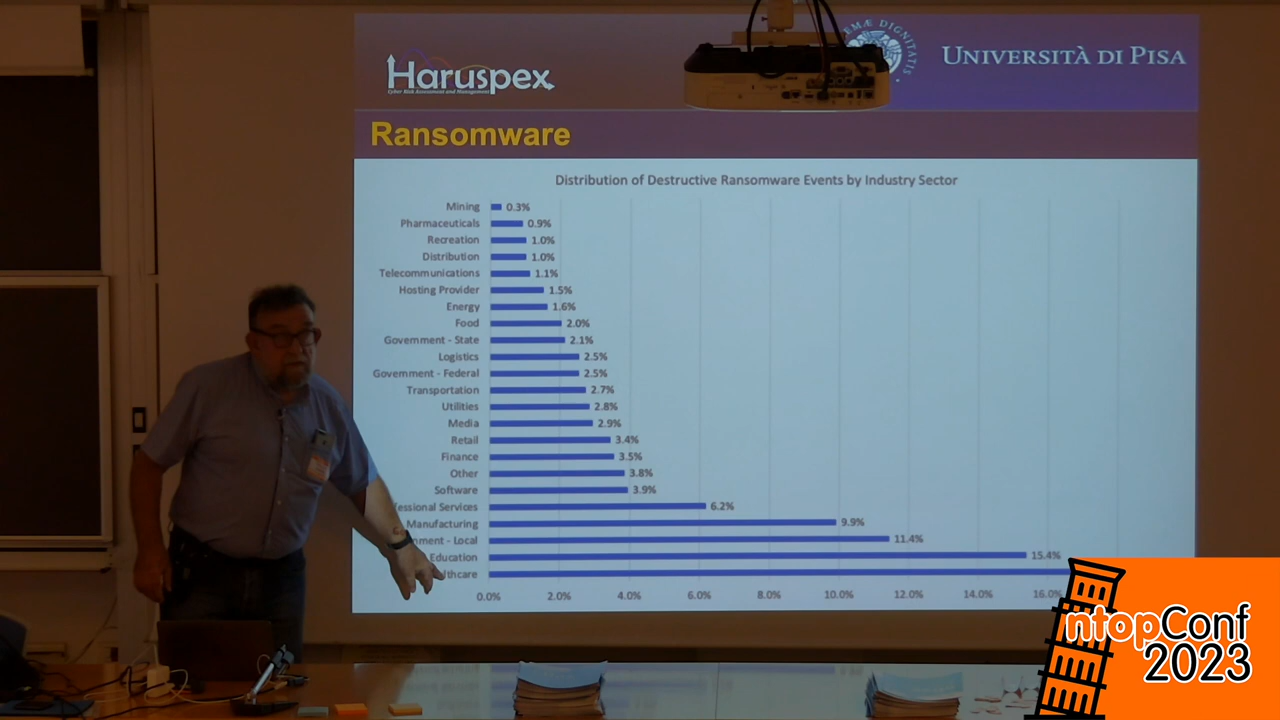 Haruspex
Cyber Risk Assessment and Management
DIGNITATIS
UNIVERSITÀ DI PISA
Ransomware
Distribution of Destructive Ransomware Events by Industry Sector
Mining 0.3%
Pharmaceuticals 0.9%
Recreation 1.0%
Distribution 1.0%
Telecommunications 1.1%
Hosting Provider 1.5%
Energy 1.6%
Food 2.0%
Government - State 2.1%
Logistics 2.5%
Government - Federal 2.5%
Transportation 2.7%
Utilities 2.8%
Media 2.9%
Retail 3.4%
Finance 3.5%
Other 3.8%
Software 3.9%
fessional Services 6.2%
Manufacturing 9.9%
nment - Local 11.4%
Education 15.4%
lthcare
0.0% 2.0% 4.0% 6.0% 8.0% 10.0% 12.0% 14.0% 16.0%
ntopConf
2023